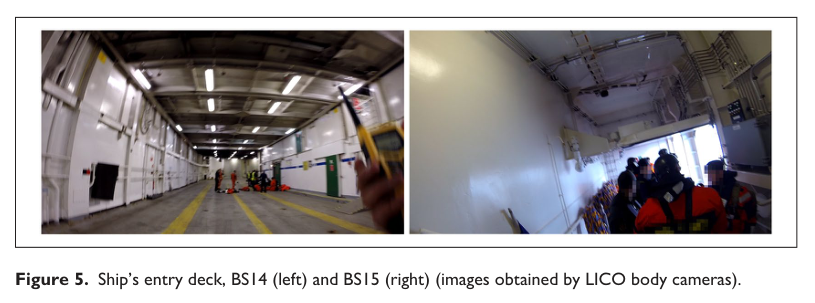 Figure 5. Ship's entry deck, BS14 (left) and BS15 (right) (images obtained by LICO body cameras).